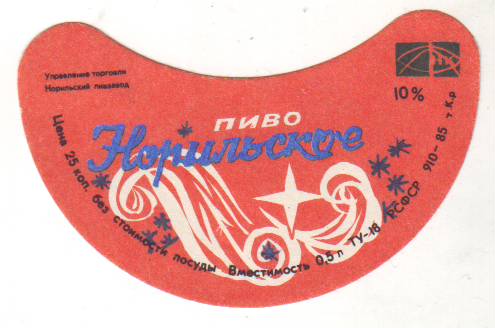 Управление торговли
Норильский пивзавод
10%
ПИВО
Норильское
Цена 25 коп. без стоимости посуды Вместимость 0,5 л ТУ-18 РСФСР 910-85 т.К.р